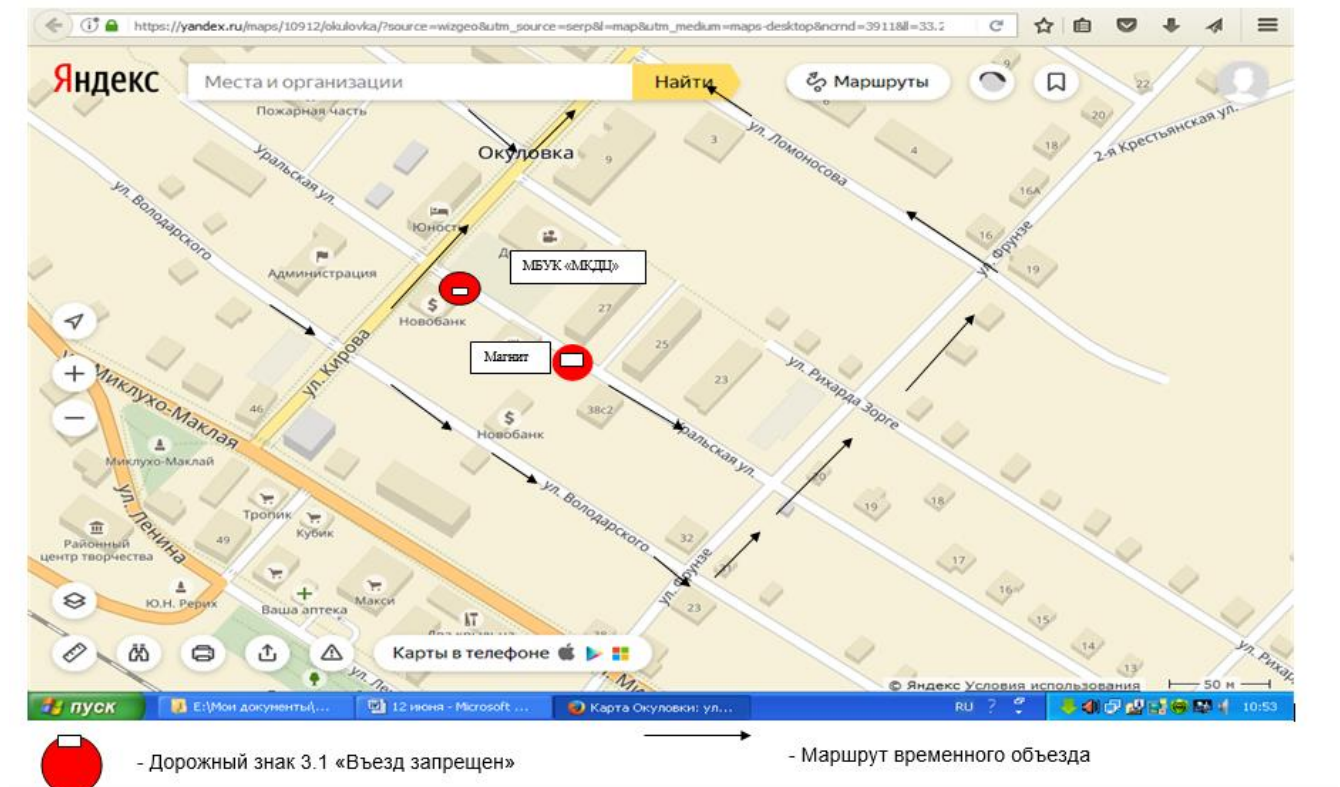 https://yandex.ru/maps/10912/okulovka/?source=wizgeo&utm_source=serp&l=map&utm_medium=maps-desktop&ncrnd=3911&ll=33.2
Яндекс
Места и организации
Найти
Маршруты
Пожарная часть
Окуловка
9
3
ул. Ломоносова
4
9
22
20
18
2-я Крестьянская ул.
16А
Уральская ул.
ул. Володарского
Юность
МБУК «МКДЦ»
16
ул. Фрунзе
19
Администрация
$
Новобанк
27
ул. Кирова
Магнит
25
23
ул. Рихарда Зорге
Миклухо-Маклая
46
$
Новобанк
38с2
Уральская ул.
Миклухо-Маклай
ул. Ленина
Тропик
Кубик
49
Районный
центр творчества
ул. Володарского
32
20
19
18
17
16
15
14
13
ул. Фрунзе
23
Ю.Н. Рерих
Ваша аптека
Макси
Карты в телефоне
ул. Рихар
© Яндекс Условия использования
50 м
пуск
E:\Мои документы\...
12 июня - Microsoft ...
Карта Окуловки: ул...
RU
?
10:53
- Дорожный знак 3.1 «Въезд запрещен»
- Маршрут временного объезда